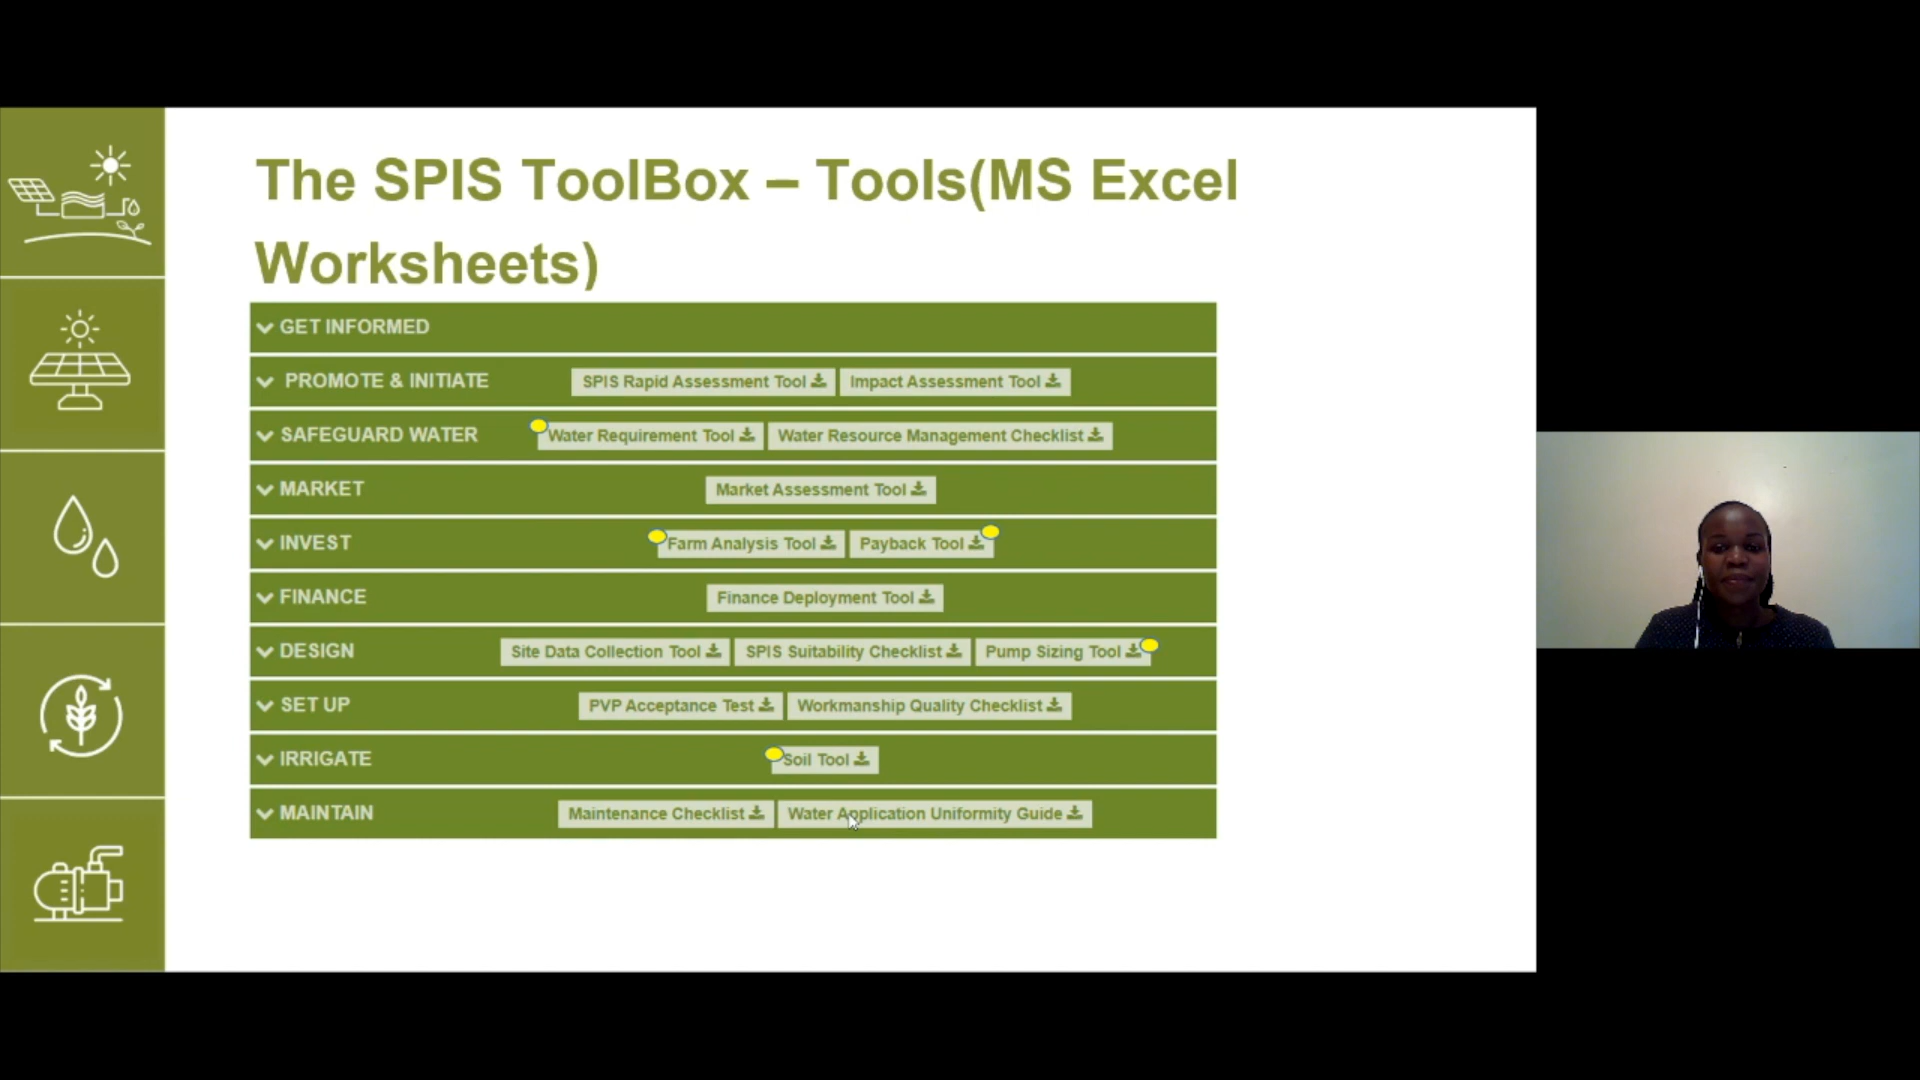 The SPIS ToolBox – Tools(MS Excel
Worksheets)
GET INFORMED
PROMOTE & INITIATE SPIS Rapid Assessment Tool Impact Assessment Tool
SAFEGUARD WATER Water Requirement Tool Water Resource Management Checklist
MARKET Market Assessment Tool
INVEST Farm Analysis Tool Payback Tool
FINANCE Finance Deployment Tool
DESIGN Site Data Collection Tool SPIS Suitability Checklist Pump Sizing Tool
SET UP PVP Acceptance Test Workmanship Quality Checklist
IRRIGATE Soil Tool
MAINTAIN Maintenance Checklist Water Application Uniformity Guide